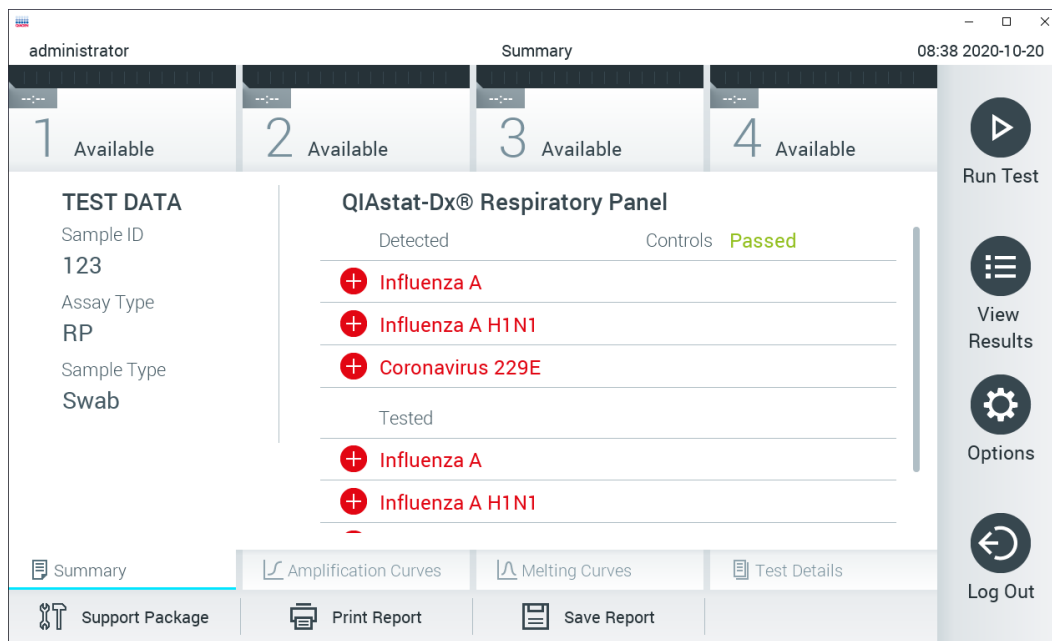 administrator
Summary
08:38 2020-10-20
--:--
1
Available
--:--
2
Available
--:--
3
Available
--:--
4
Available
TEST DATA
Sample ID
123
Assay Type
RP
Sample Type
Swab
QIAstat-Dx® Respiratory Panel
Detected
Controls Passed
Influenza A
Influenza A H1N1
Coronavirus 229E
Tested
Influenza A
Influenza A H1N1
Run Test
View
Results
Options
Log Out
Summary
Amplification Curves
Melting Curves
Test Details
Support Package
Print Report
Save Report